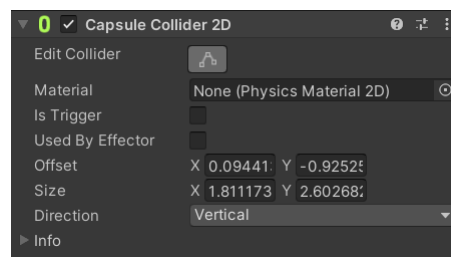 Capsule Collider 2D
Edit Collider
Material None (Physics Material 2D)
Is Trigger
Used By Effector
Offset X 0.09441 Y -0.92525
Size X 1.811173 Y 2.602682
Direction Vertical
Info